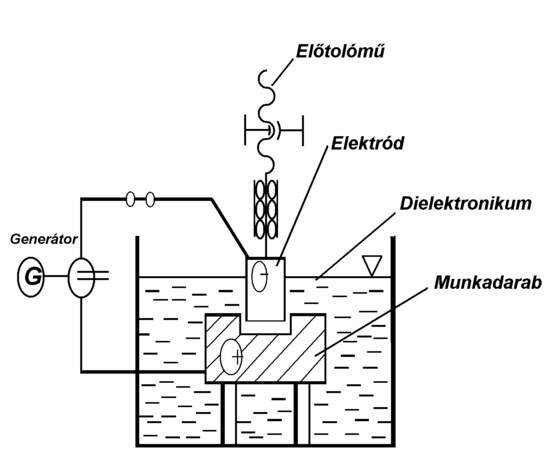 Előtolómű
Elektród
Dielektronikum
Generátor
G
Munkadarab
-
+